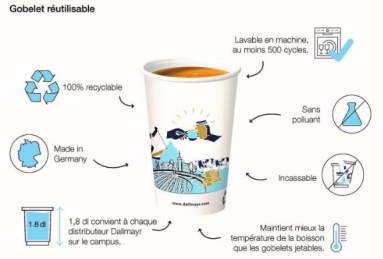 Gobelet réutilisable
Lavable en machine,
au moins 500 cycles.
100% recyclable
Sans
polluant
Made in
Germany
Incassable
www.dallmayr.com
1,8 dl
1,8 dl convient à chaque
distributeur Dallmayr
sur le campus.
Maintient mieux la
température de la boisson
que les gobelets jetables.